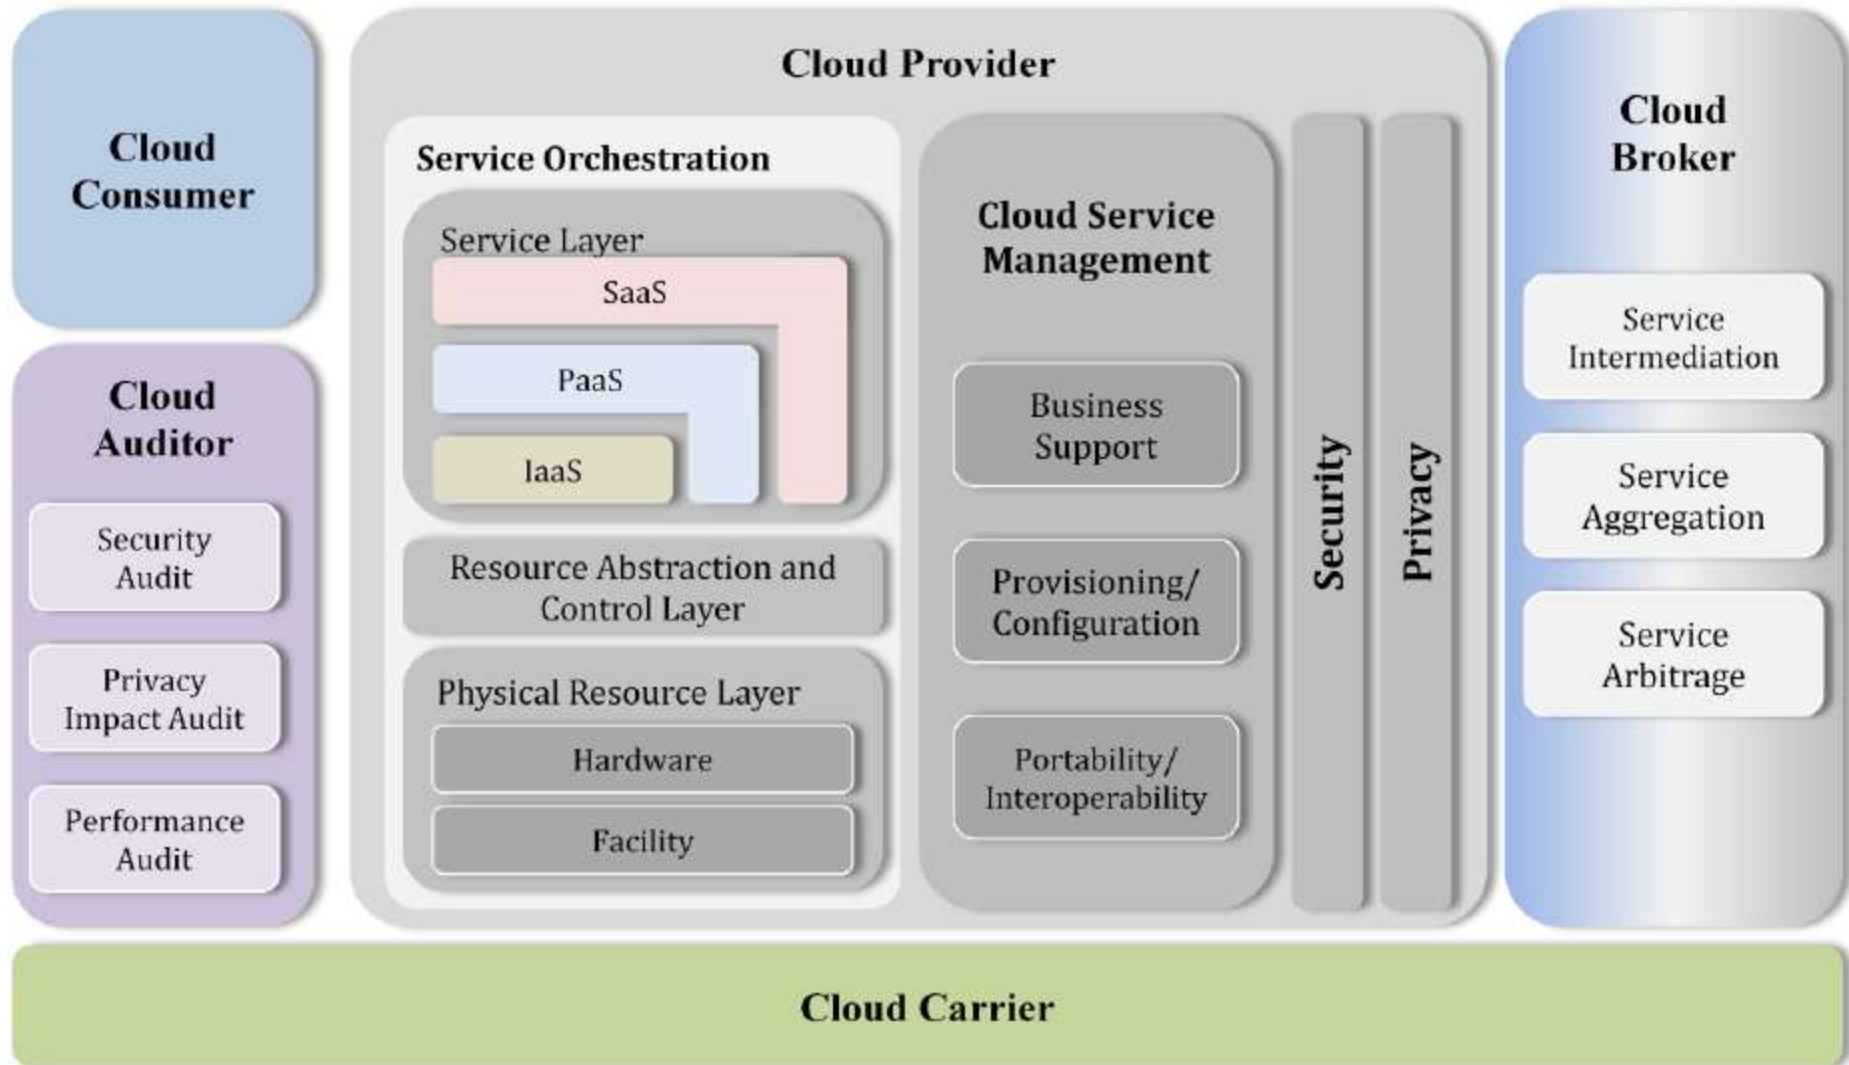 Cloud
Consumer
Cloud
Auditor
Security
Audit
Privacy
Impact Audit
Performance
Audit
Cloud Provider
Service Orchestration
Service Layer
SaaS
PaaS
IaaS
Resource Abstraction and
Control Layer
Physical Resource Layer
Hardware
Facility
Cloud Service
Management
Business
Support
Provisioning/
Configuration
Portability/
Interoperability
Security
Privacy
Cloud
Broker
Service
Intermediation
Service
Aggregation
Service
Arbitrage
Cloud Carrier